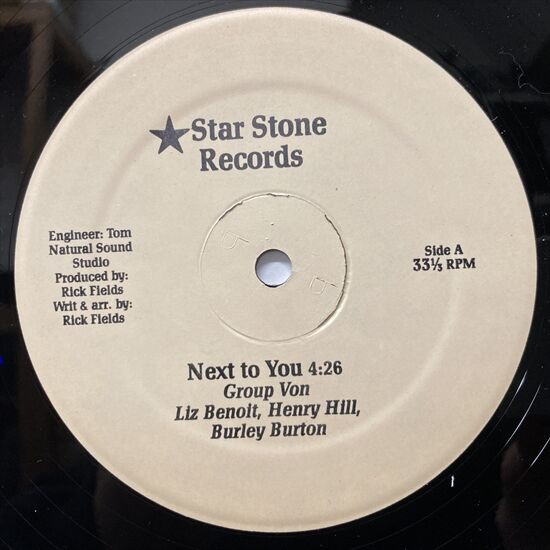 Star Stone
Records
Engineer: Tom
Natural Sound
Studio
Produced by:
Rick Fields
Writ & arr. by:
Rick Fields
Side A
33⅓ RPM
Next to You 4:26
Group Von
Liz Benoit, Henry Hill,
Burley Burton